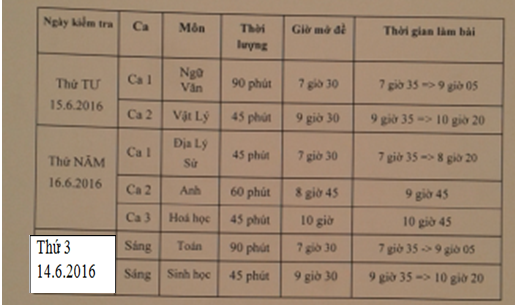 Ngày kiểm tra Ca Môn Thời lượng Giờ mở đề Thời gian làm bài
Thứ TƯ 15.6.2016
Ca 1 Ngữ Văn 90 phút 7 giờ 30 7 giờ 35 => 9 giờ 05
Ca 2 Vật Lý 45 phút 9 giờ 30 9 giờ 35 => 10 giờ 20
Thứ NĂM 16.6.2016
Ca 1 Địa Lý Sử 45 phút 7 giờ 30 7 giờ 35 => 8 giờ 20
Ca 2 Anh 60 phút 8 giờ 45 9 giờ 45
Ca 3 Hoá học 45 phút 10 giờ 10 giờ 45
Thứ 3 14.6.2016
Sáng Toán 90 phút 7 giờ 30 7 giờ 35 -> 9 giờ 05
Sáng Sinh học 45 phút 9 giờ 30 9 giờ 35 => 10 giờ 20